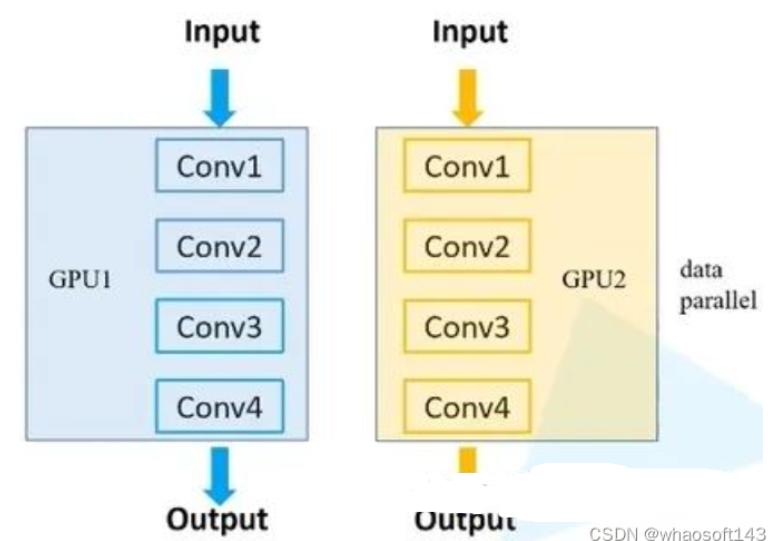 Input
Input
Conv1
Conv1
Conv2
Conv2
GPU1
GPU2
data
parallel
Conv3
Conv3
Conv4
Conv4
Output
Output
CSDN @whaosoft143